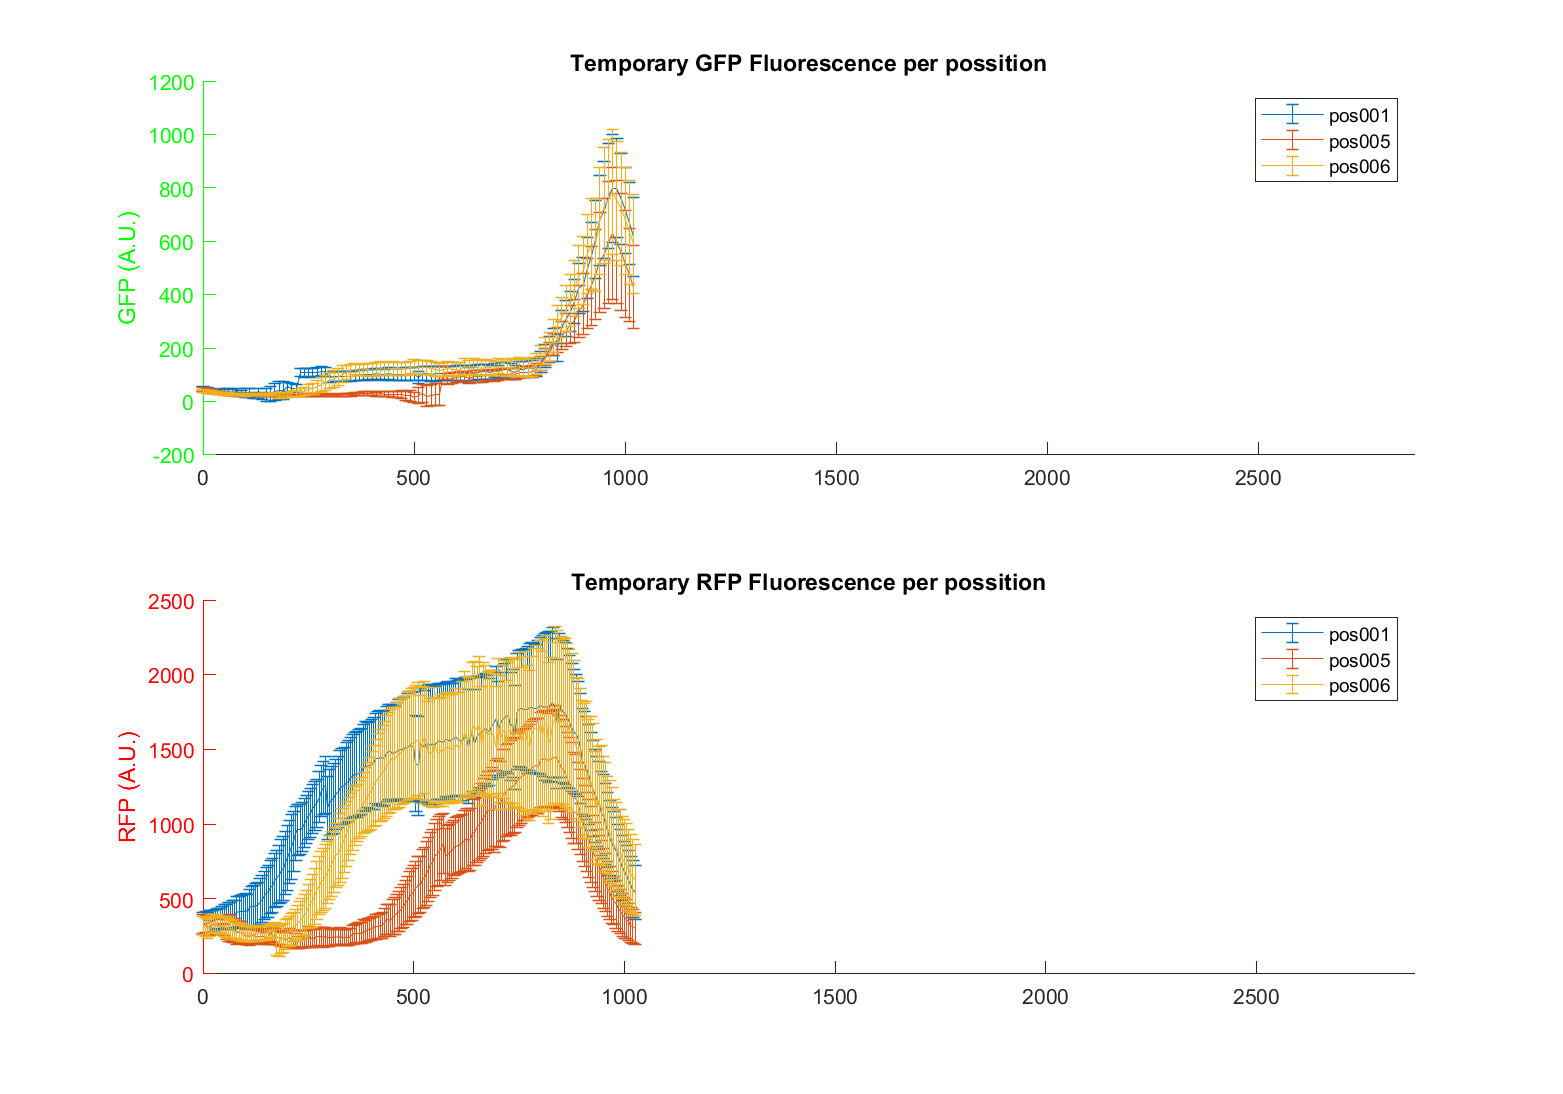 Temporary GFP Fluorescence per possition
1200
1000
800
600
400
200
0
-200
GFP (A.U.)
0 500 1000 1500 2000 2500
pos001
pos005
pos006
Temporary RFP Fluorescence per possition
2500
2000
1500
1000
500
0
RFP (A.U.)
0 500 1000 1500 2000 2500
pos001
pos005
pos006